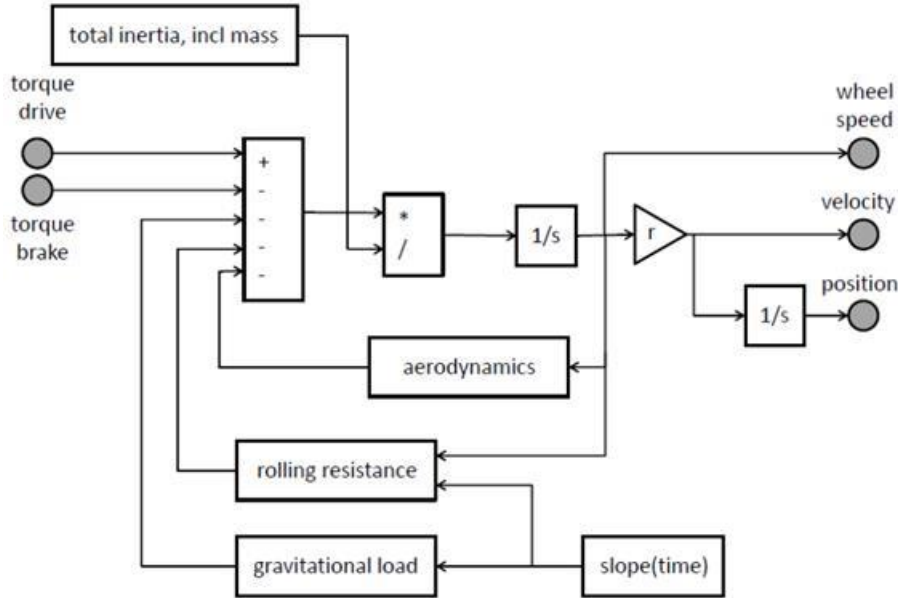 total inertia, incl mass
torque
drive
torque
brake
+
-
-
-
-
*
/
1/s
r
wheel
speed
velocity
position
1/s
aerodynamics
rolling resistance
gravitational load
slope(time)